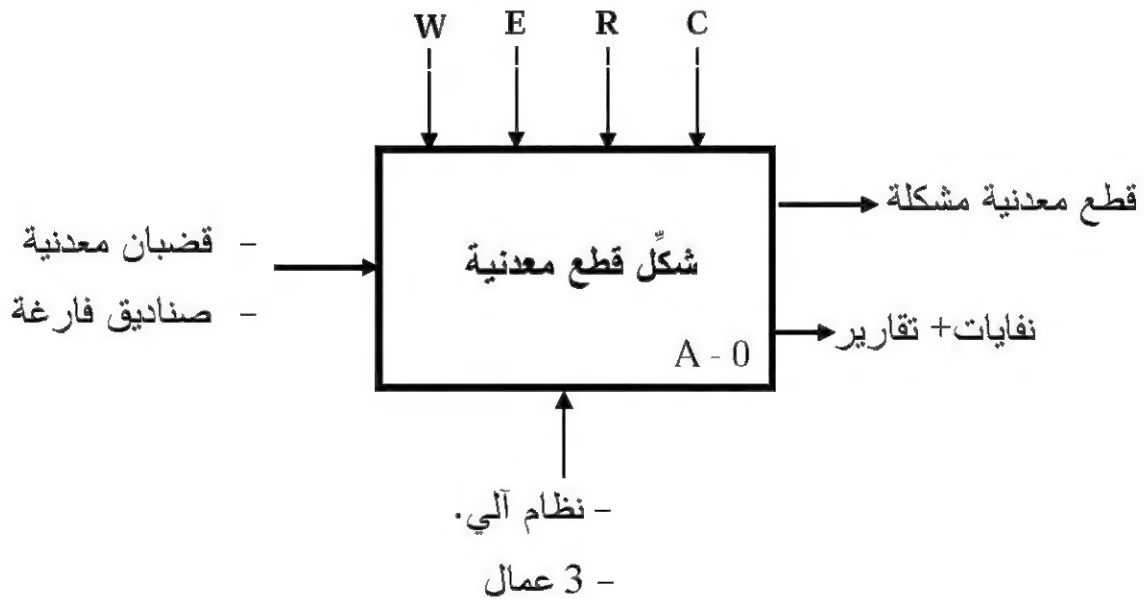 W E R C
قطع معدنية مشكلة
- قضبان معدنية
شكِّل قطع معدنية
- صناديق فارغة
نفايات+ تقارير
A - 0
- نظام آلي.
- 3 عمال